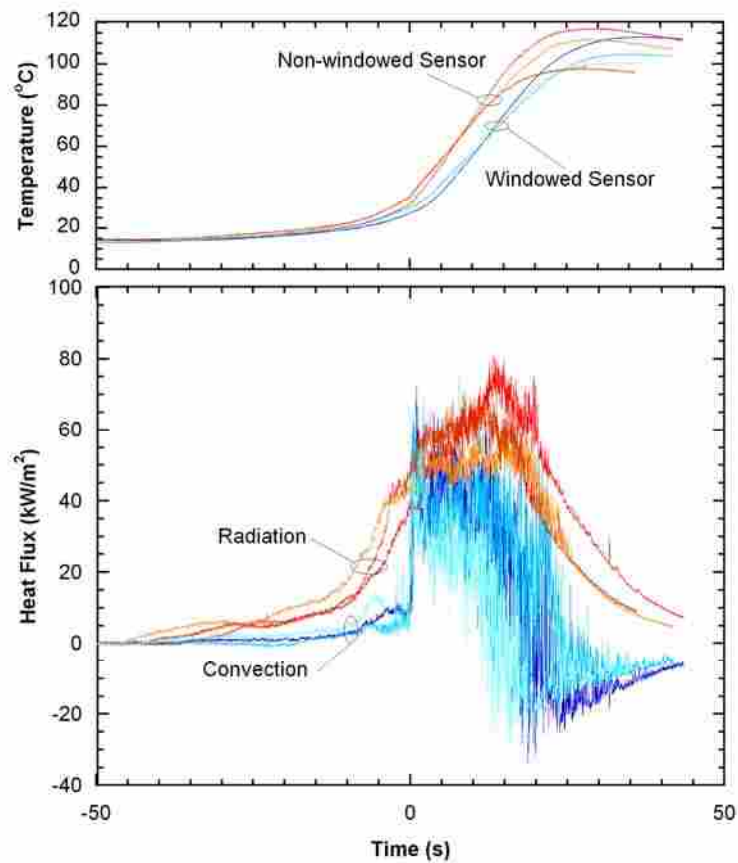 120
100
80
60
40
20
0
Temperature (°C)
Non-windowed Sensor
Windowed Sensor
100
80
60
40
20
0
-20
-40
Heat Flux (kW/m²)
Radiation
Convection
-50
0
50
Time (s)